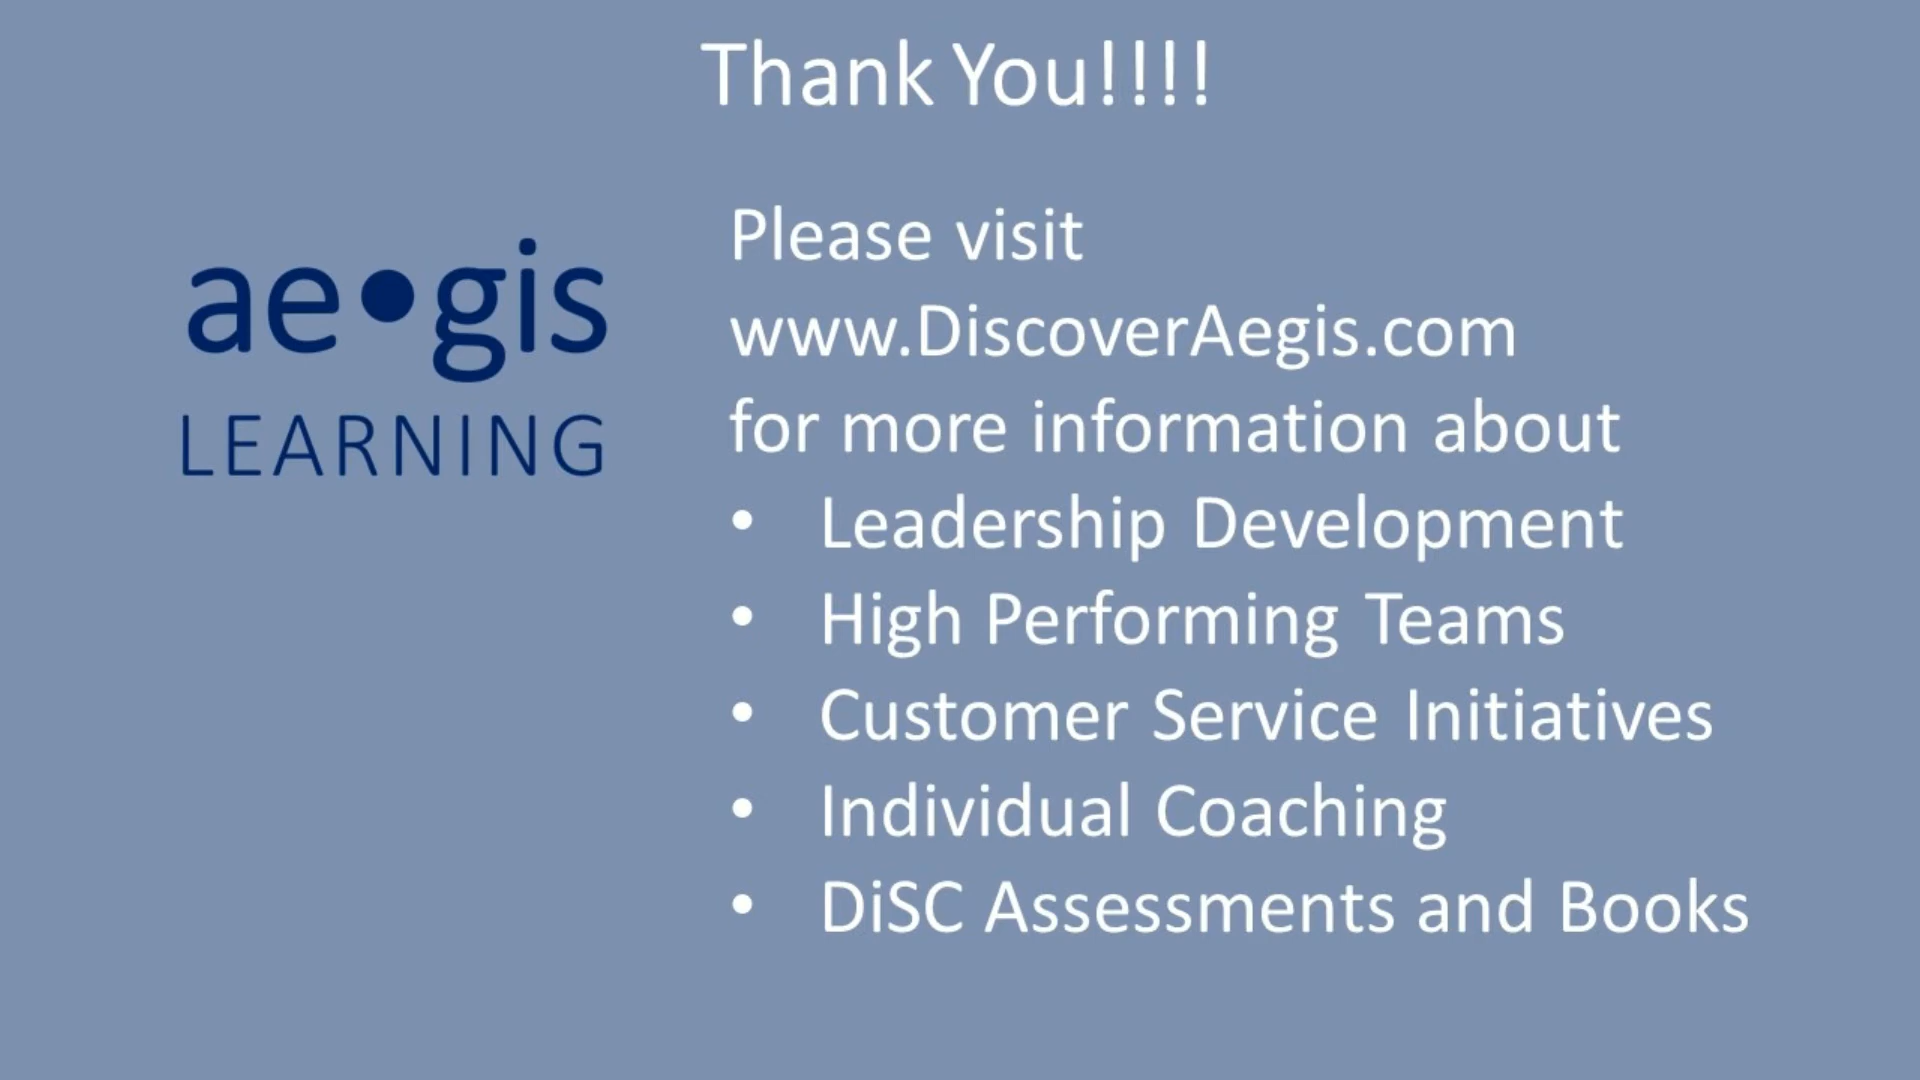 Thank You!!!!
ae•gis
LEARNING
Please visit
www.DiscoverAegis.com
for more information about
• Leadership Development
• High Performing Teams
• Customer Service Initiatives
• Individual Coaching
• DiSC Assessments and Books